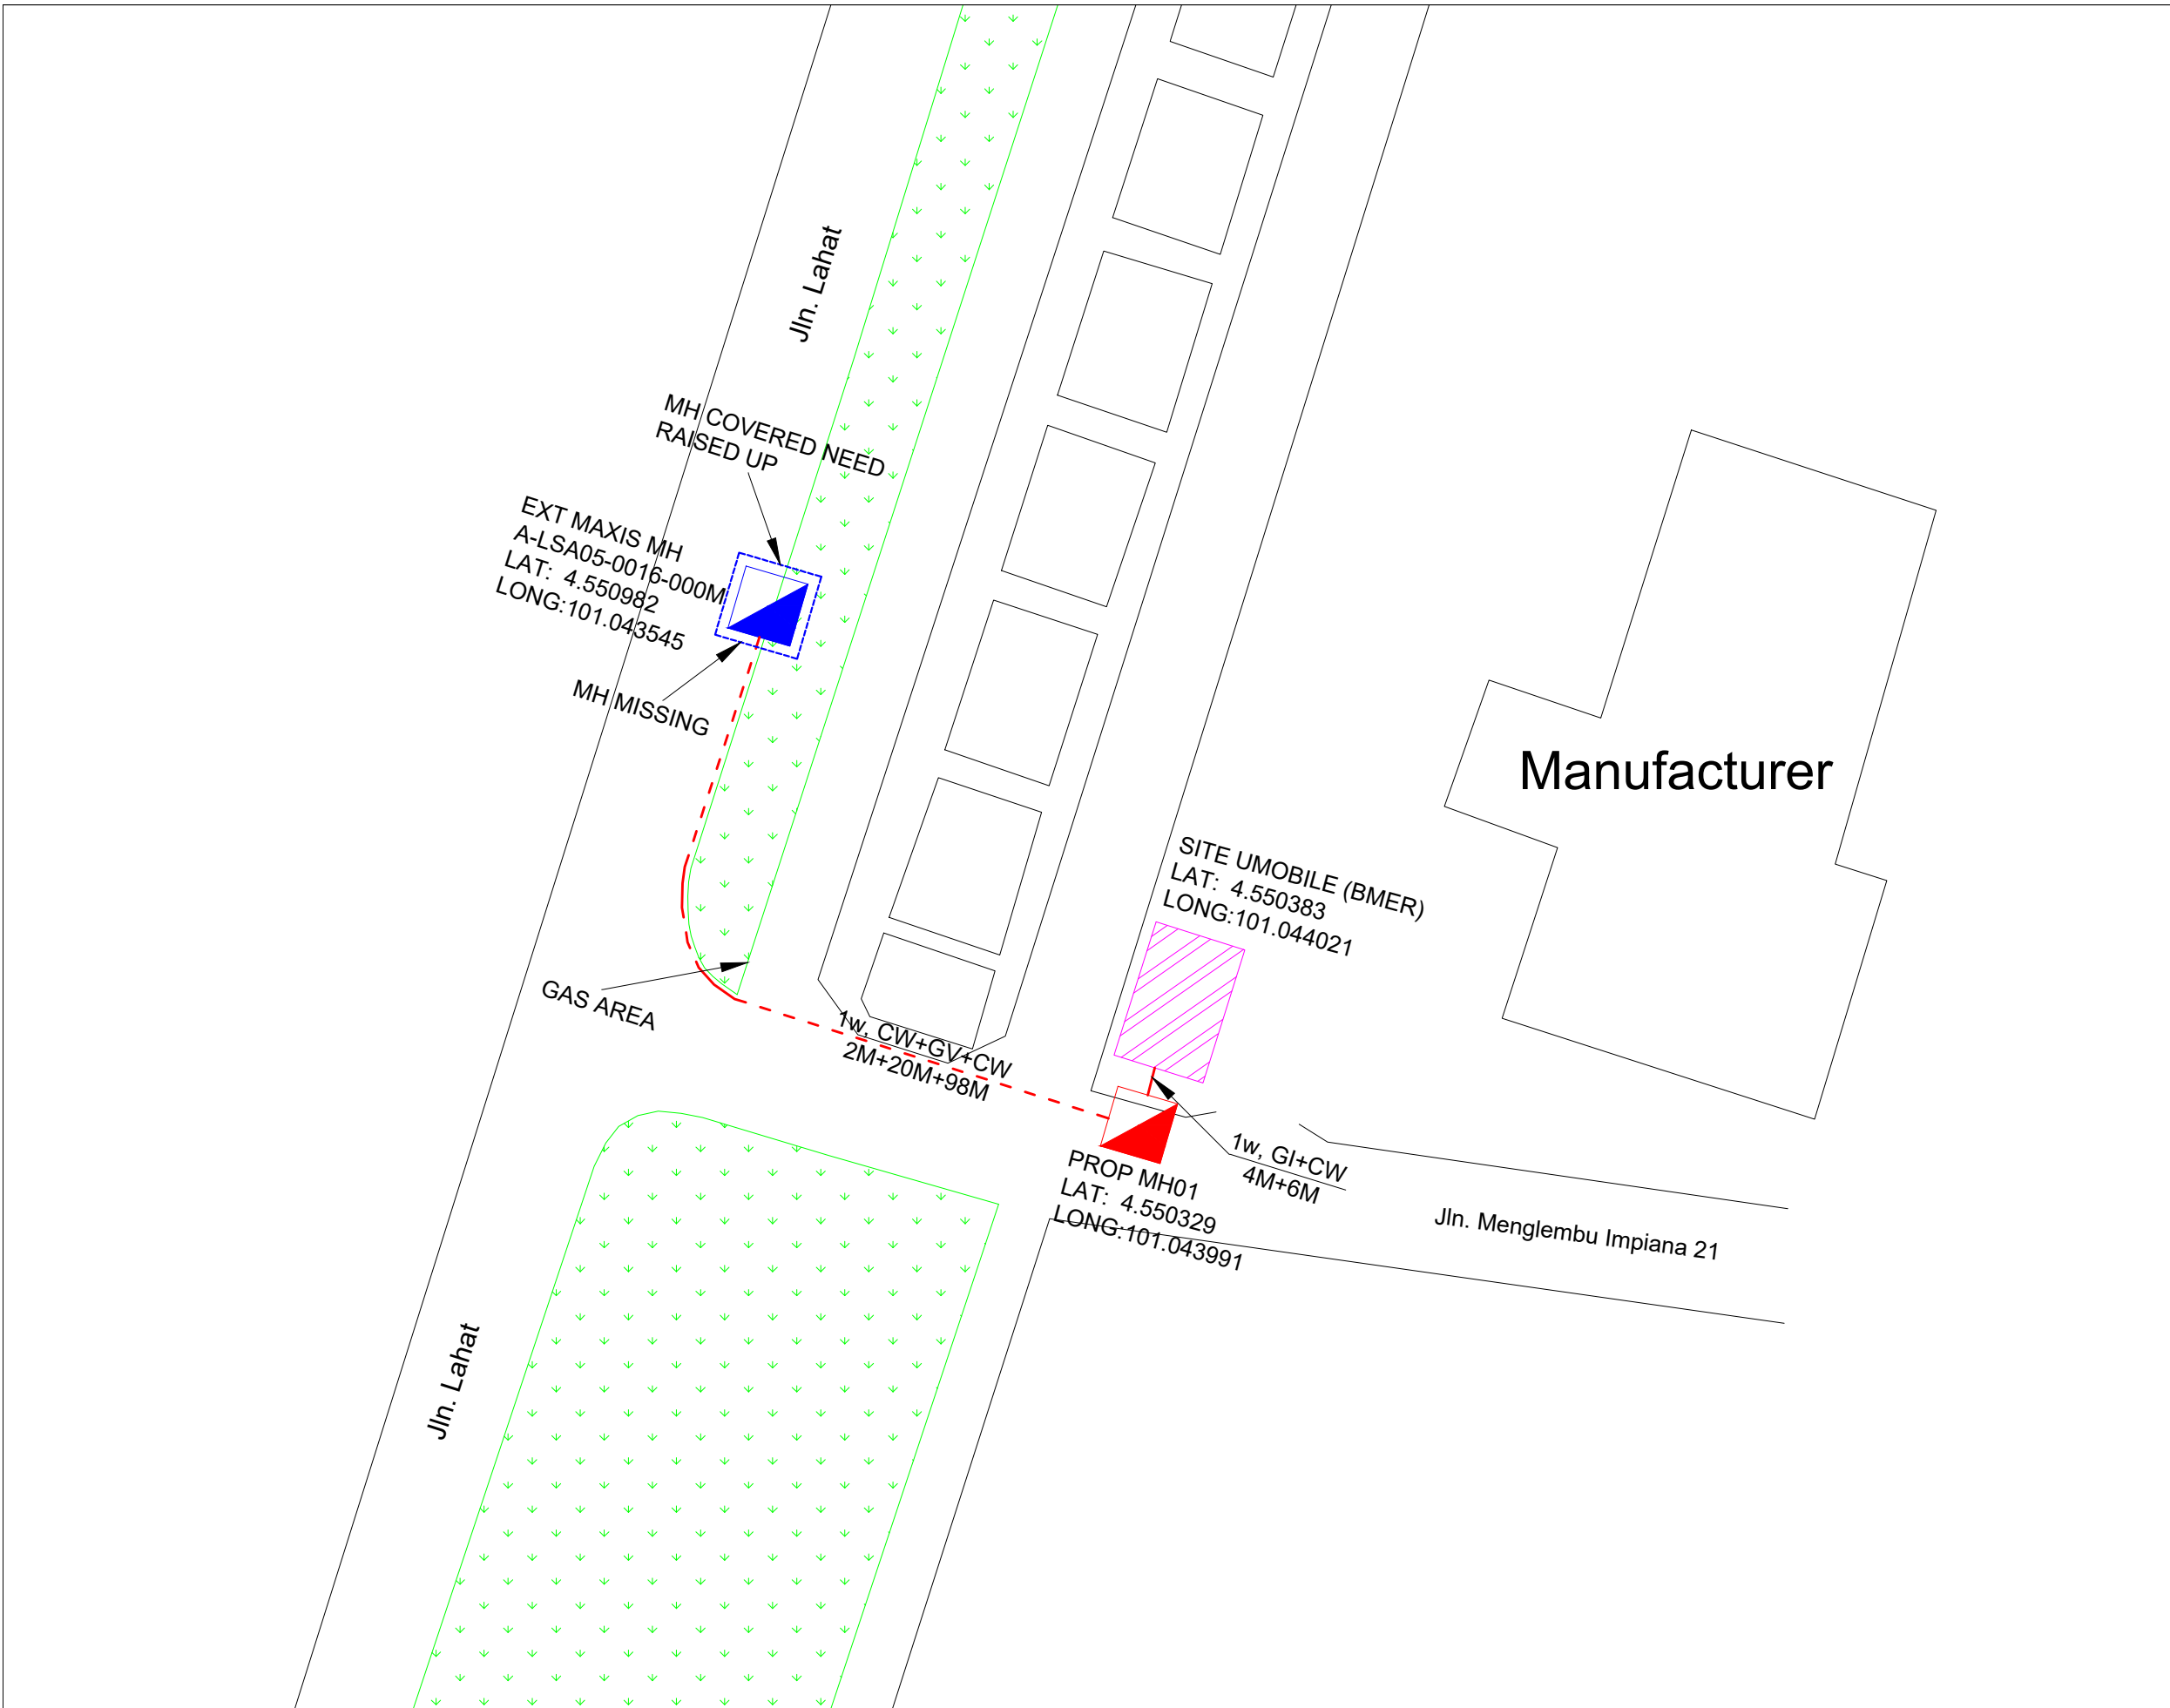 Jln. Lahat
MH COVERED NEED
RAISED UP
EXT MAXIS MH
A-LSA05-0016-000M
LAT: 4.550982
LONG:101.043545
MH MISSING
Manufacturer
SITE UMOBILE (BMER)
LAT: 4.550383
LONG:101.044021
GAS AREA
1w, CW+GV+CW
2M+20M+98M
1w, GI+CW
4M+6M
PROP MH01
LAT: 4.550329
LONG:101.043991
Jln. Menglembu Impiana 21
Jln. Lahat